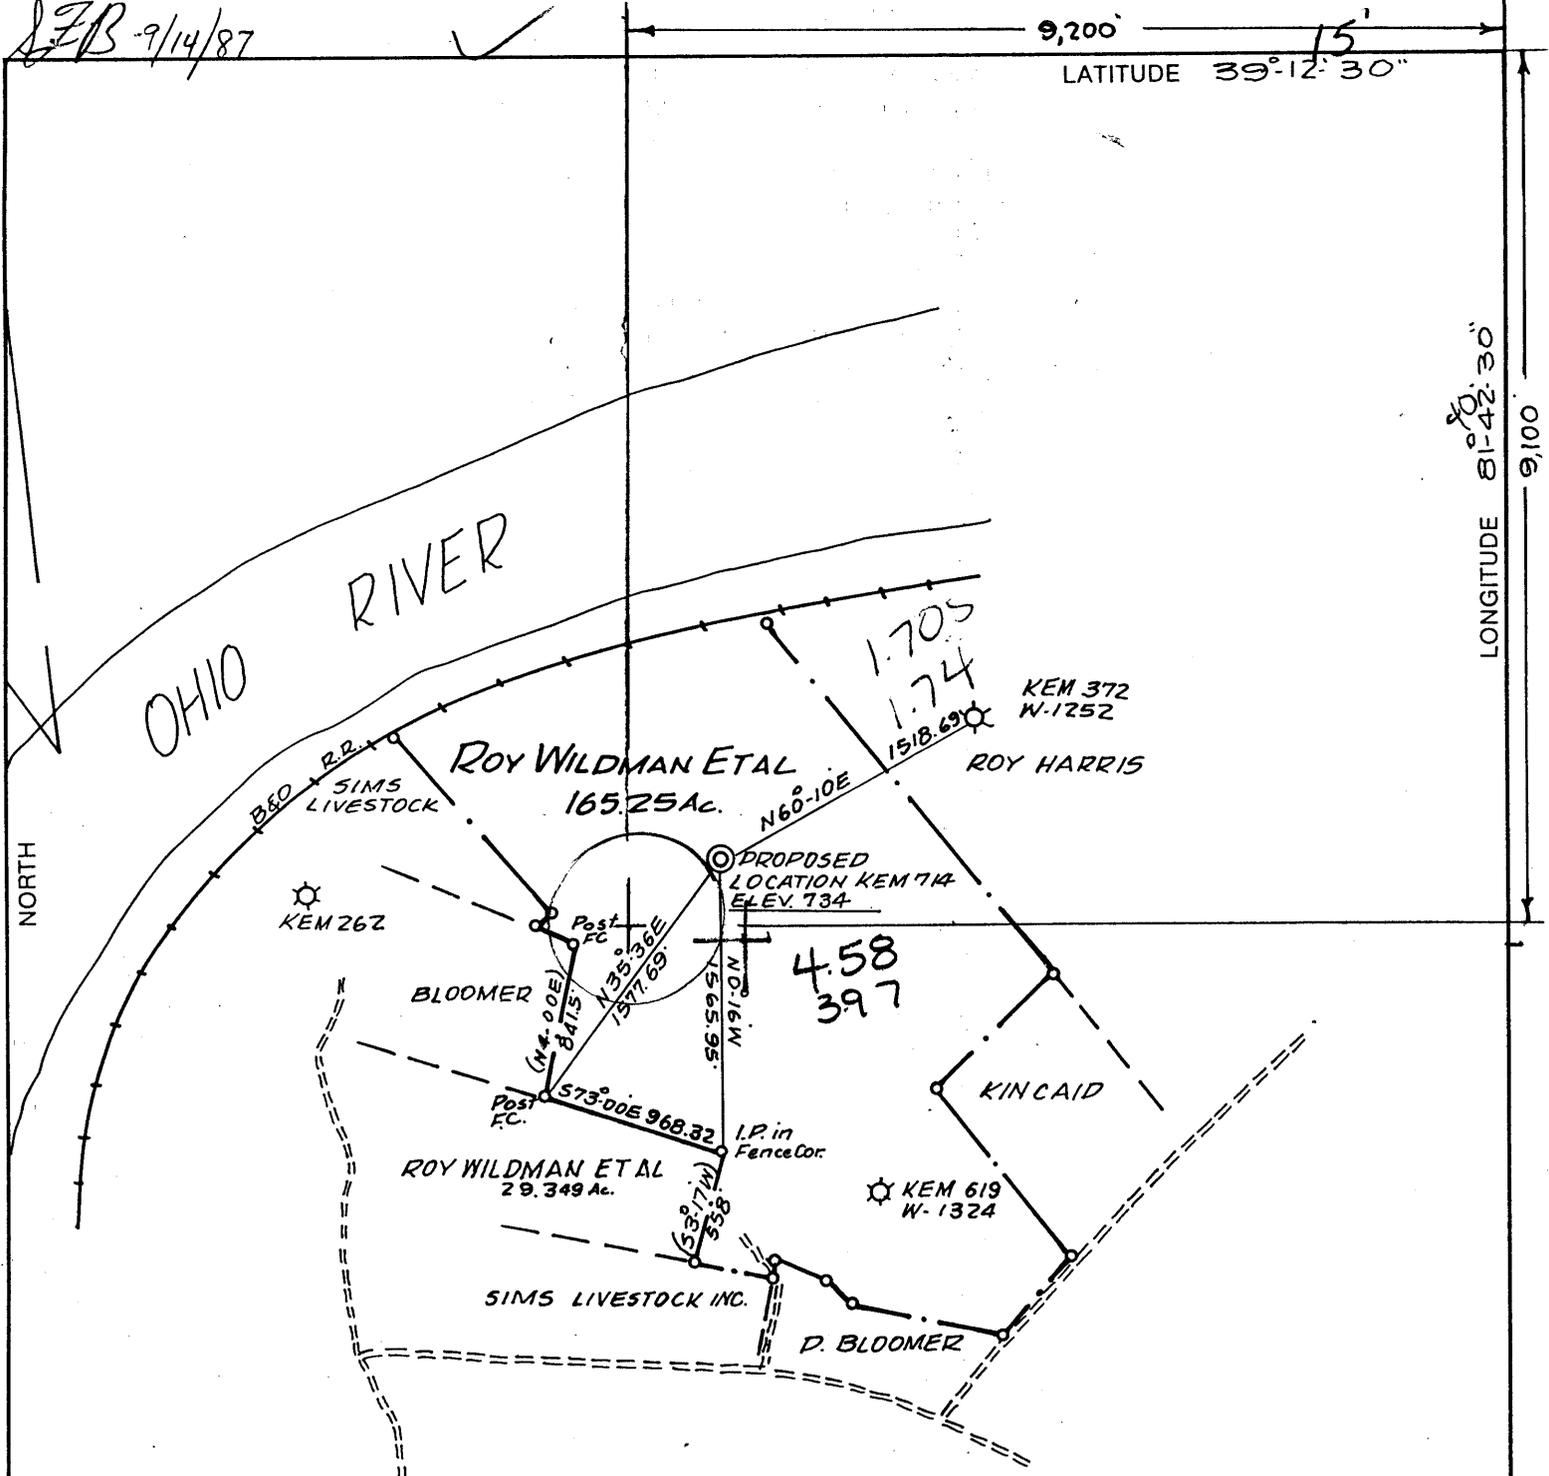 9/14/87
9,200'
15'
LATITUDE 39°-12'-30"
LONGITUDE 81°-42'-30"
40'
9,100
OHIO RIVER
1.705
1.74
KEM 372
W-1252
1518.69'
ROY HARRIS
B&O R.R.
SIMS
LIVESTOCK
ROY WILDMAN ETAL
165.25 Ac.
N60°-10E
NORTH
KEM 262
PROPOSED
LOCATION KEM 714
ELEV. 734
Post
FC
BLOOMER
(N4-00E)
841.5'
N35°-36E
1577.69'
N0-16W
1565.95'
4.58
397
KINCAID
Post
F.C.
S73°-00E 968.32
I.P. in
Fence Cor.
ROY WILDMAN ET AL
29.349 Ac.
(S3°-17W)
558'
KEM 619
W-1324
SIMS LIVESTOCK INC.
D. BLOOMER